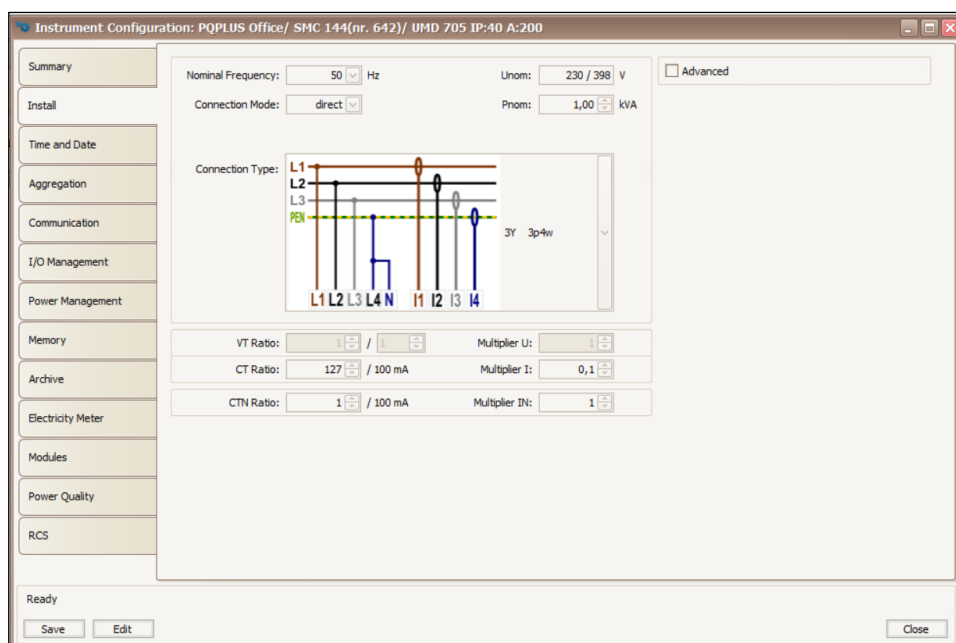 Instrument Configuration: PQPLUS Office/ SMC 144(nr. 642)/ UMD 705 IP:40 A:200
Summary
Install
Time and Date
Aggregation
Communication
I/O Management
Power Management
Memory
Archive
Electricity Meter
Modules
Power Quality
RCS
Nominal Frequency: 50 Hz Unom: 230 / 398 V
Connection Mode: direct Pnom: 1,00 kVA
Advanced
Connection Type:
L1
L2
L3
PEN
L1 L2 L3 L4 N I1 I2 I3 I4
3Y 3p4w
VT Ratio: 1 / 1 Multiplier U: 1
CT Ratio: 127 / 100 mA Multiplier I: 0,1
CTN Ratio: 1 / 100 mA Multiplier IN: 1
Ready
Save Edit Close